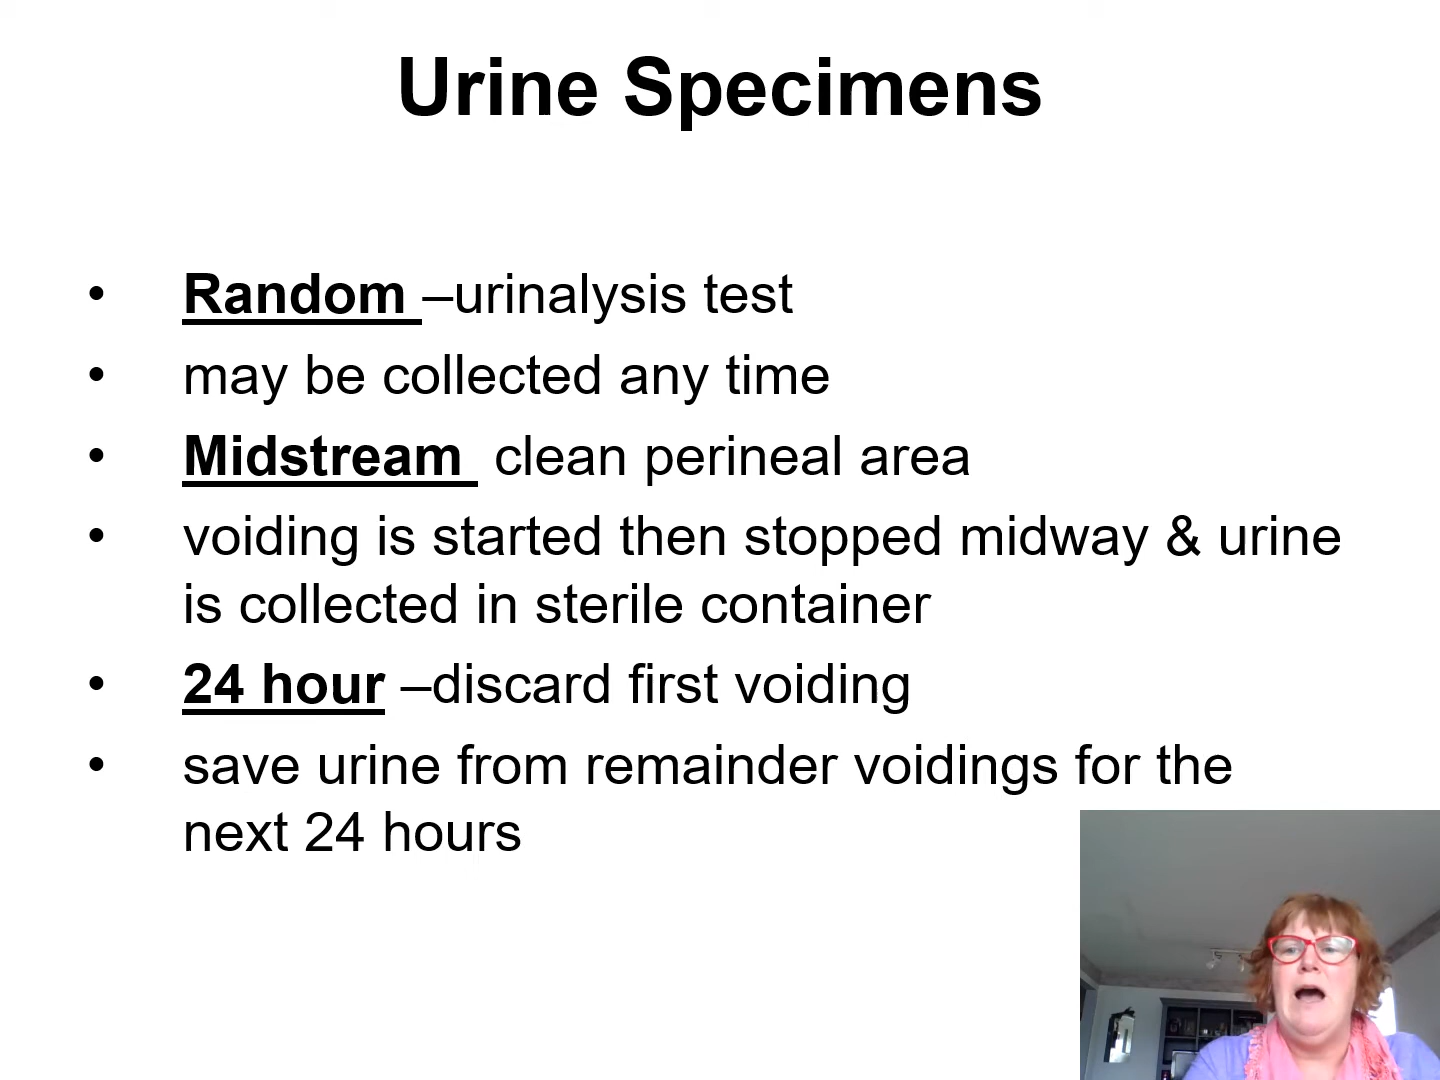 Urine Specimens
• Random –urinalysis test
• may be collected any time
• Midstream clean perineal area
• voiding is started then stopped midway & urine
is collected in sterile container
• 24 hour –discard first voiding
• save urine from remainder voidings for the
next 24 hours